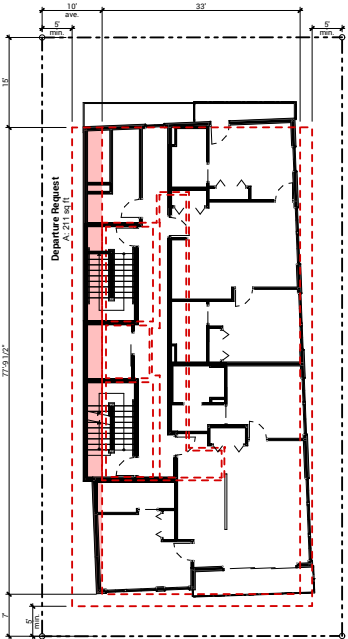 10'
ave.
33'
5'
min.
5'
min.
15'
Departure Request
A: 211 sq ft
77'-9 1/2"
7'
5'
min.